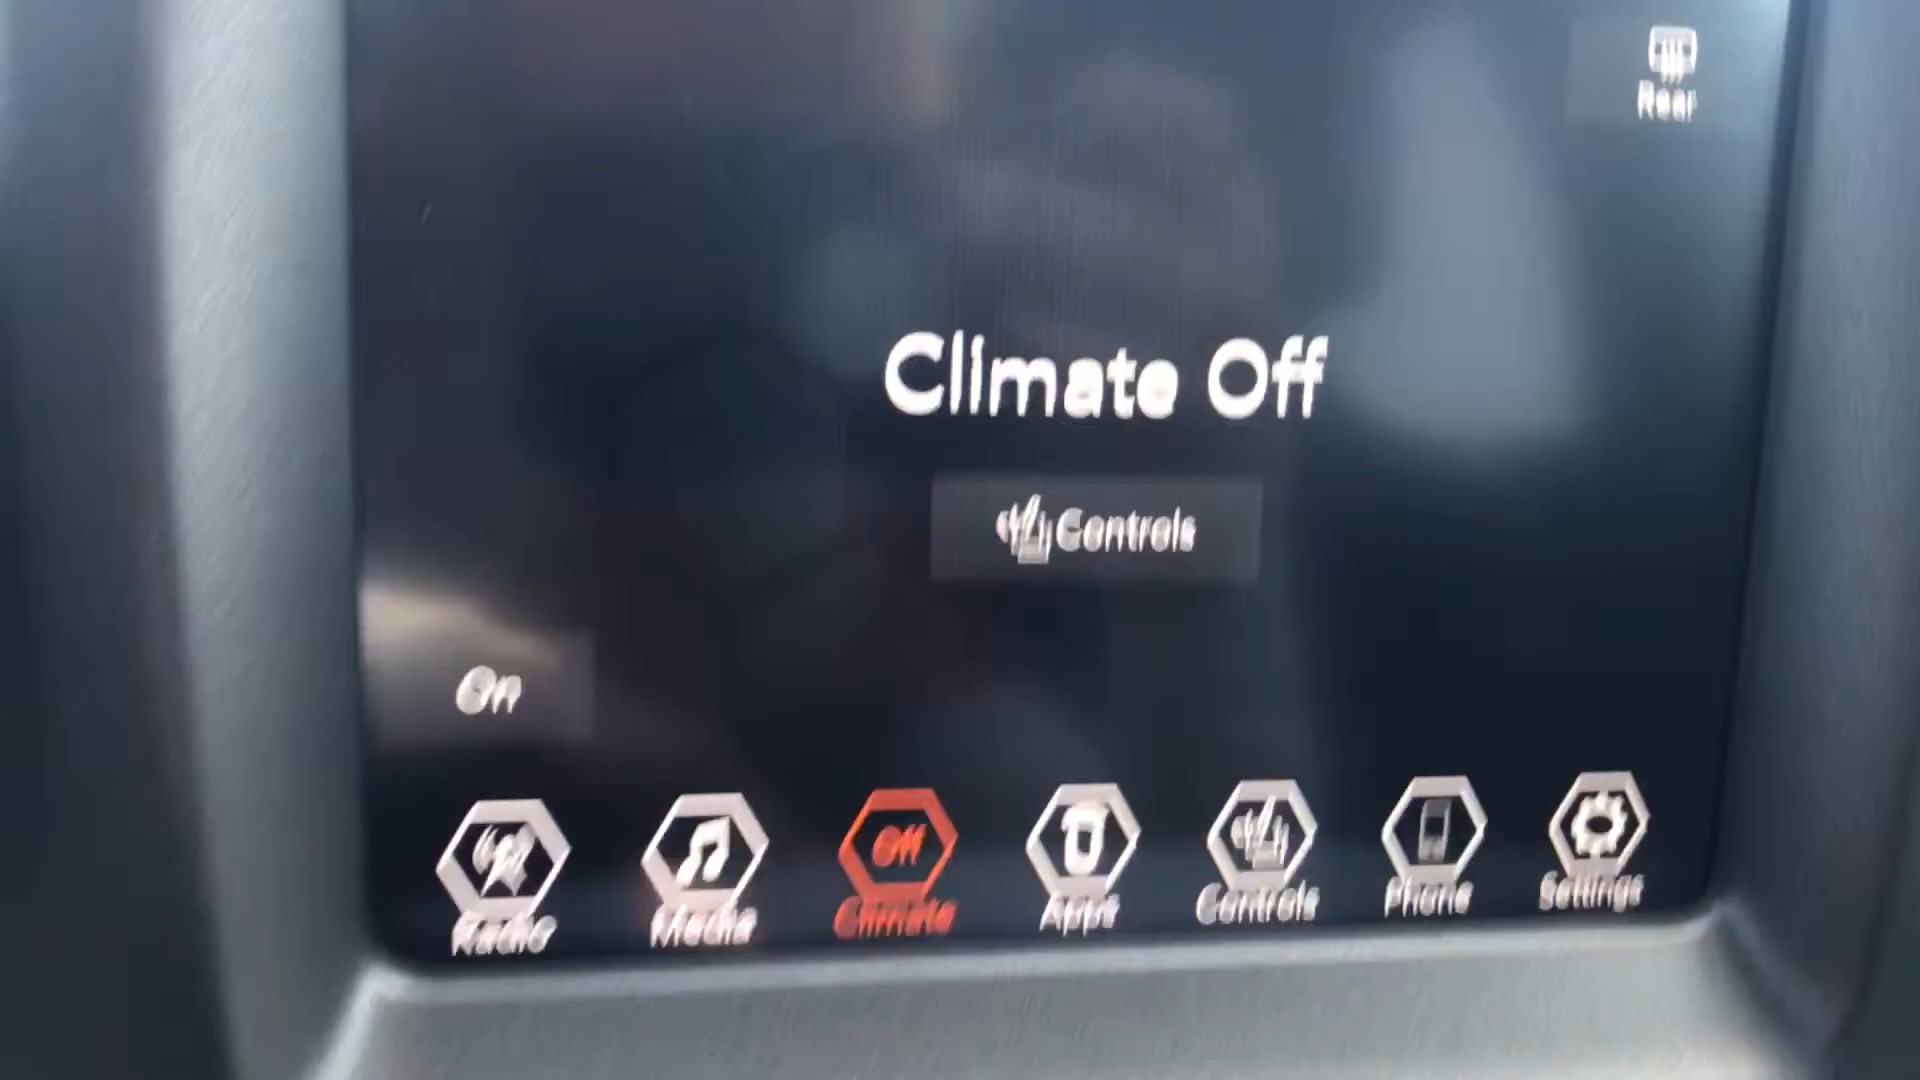 Rear
Climate Off
Controls
On
Off
Radio Media Climate Apps Controls Phone Settings